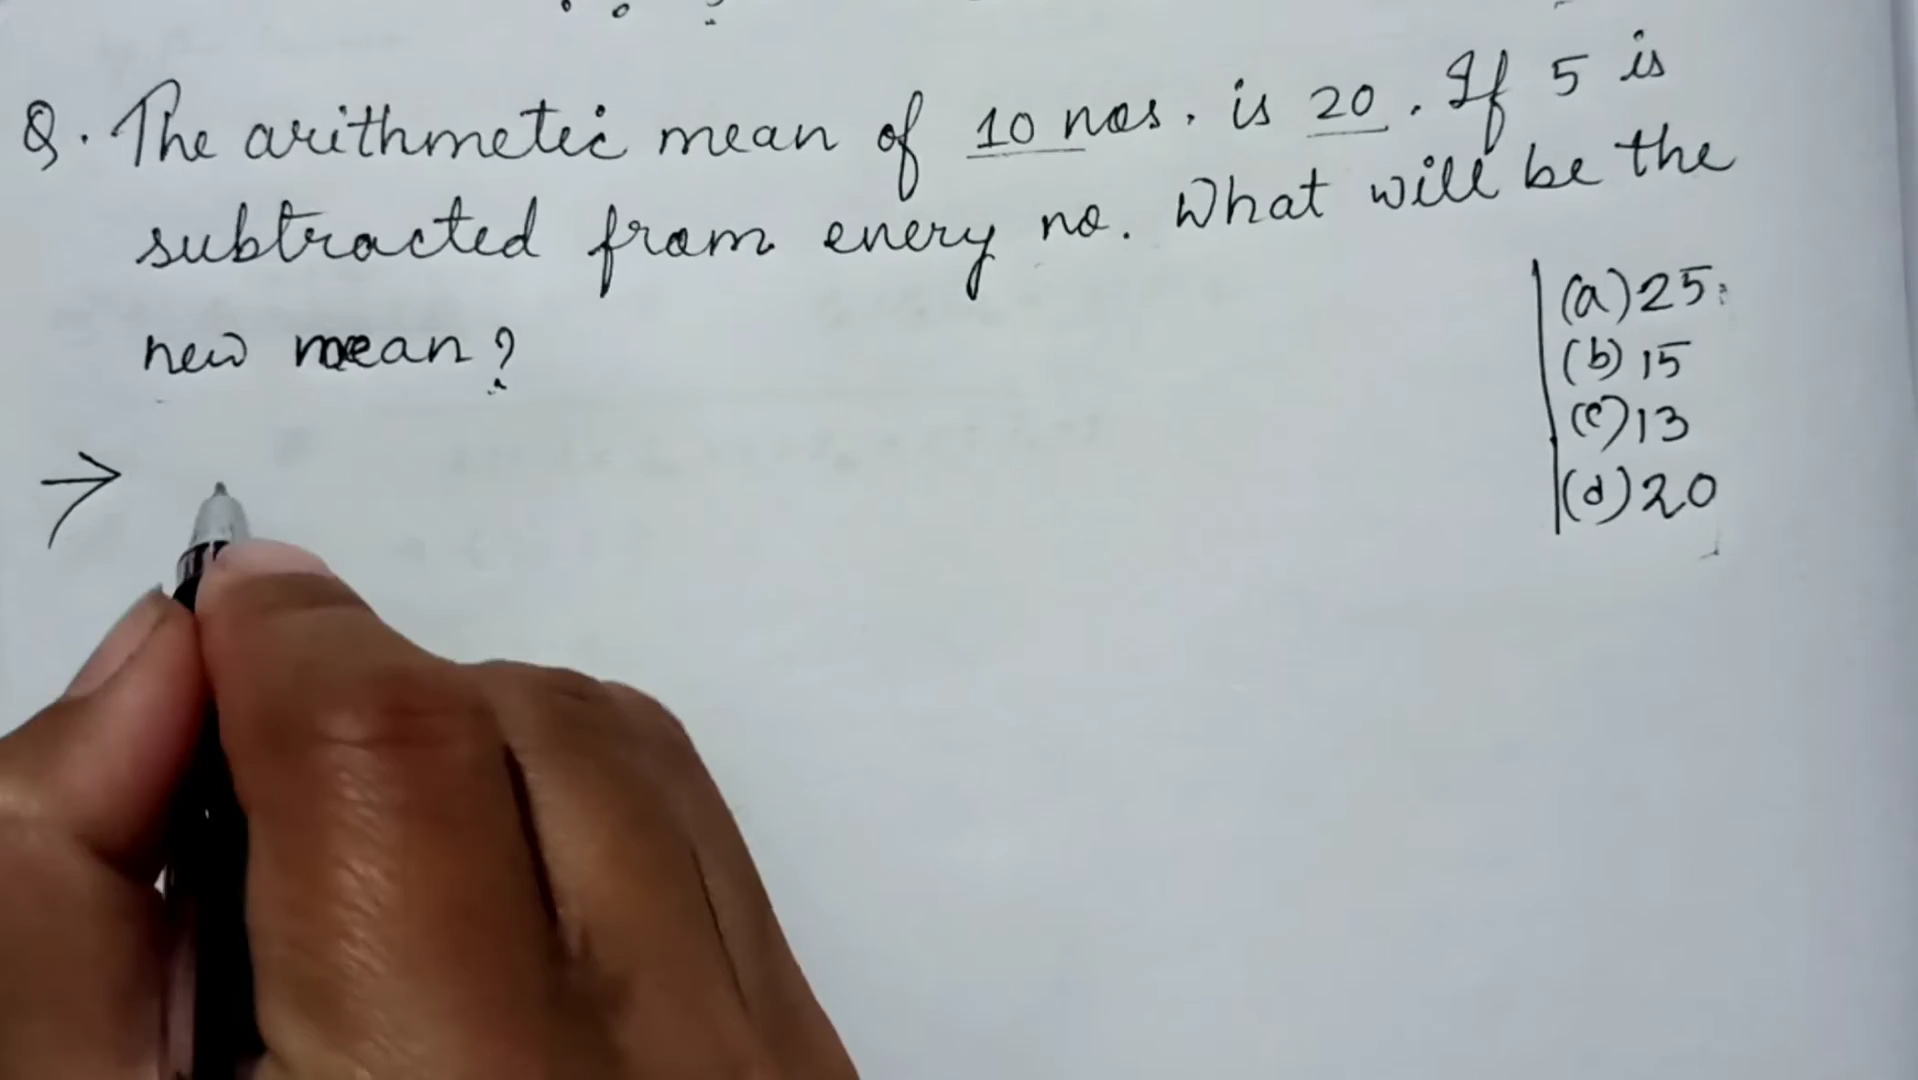 Q. The arithmetic mean of 10 nos. is 20. If 5 is
subtracted from every no. What will be the
new mean?
(a) 25
(b) 15
(c) 13
(d) 20